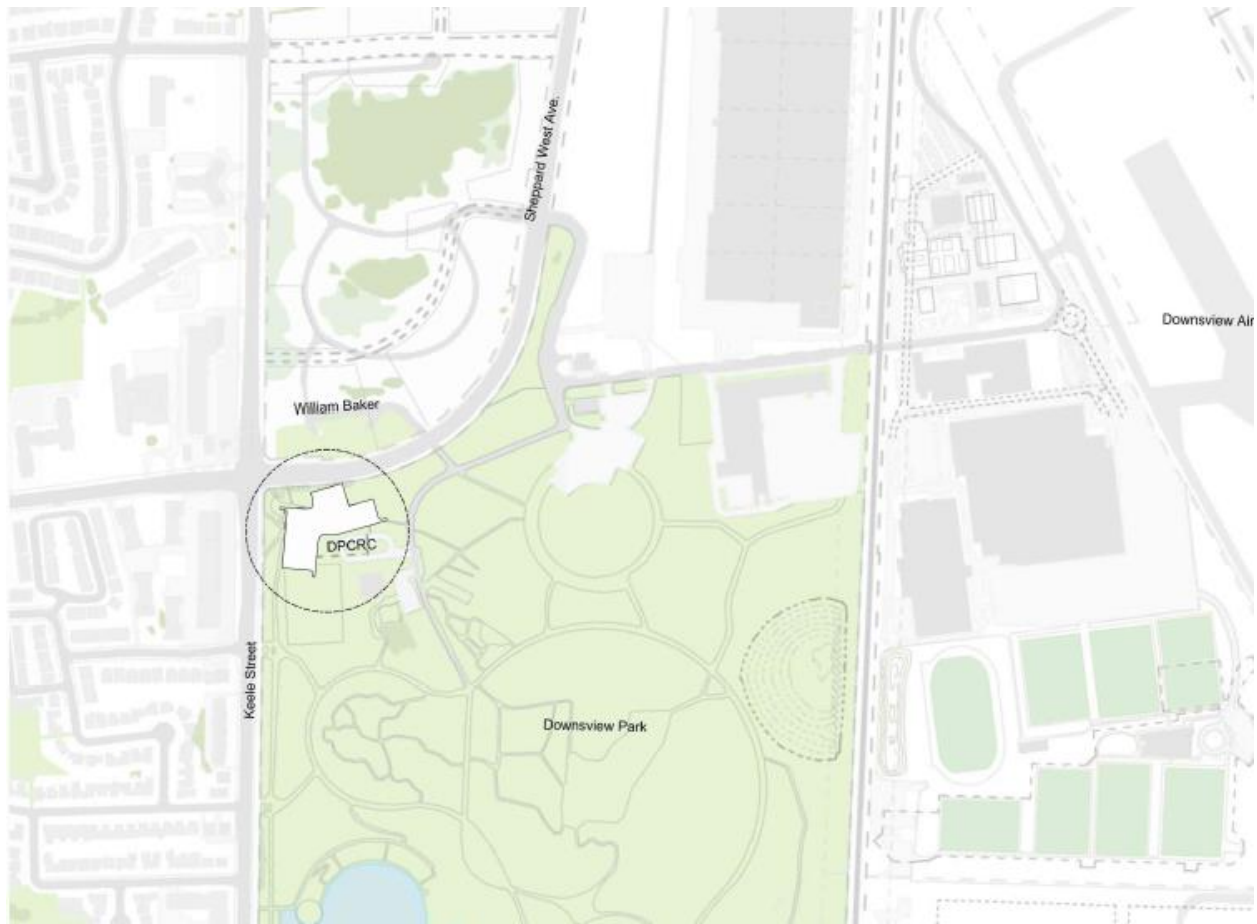 Sheppard West Ave.
Downsview Air
William Baker
DPCRC
Keele Street
Downsview Park